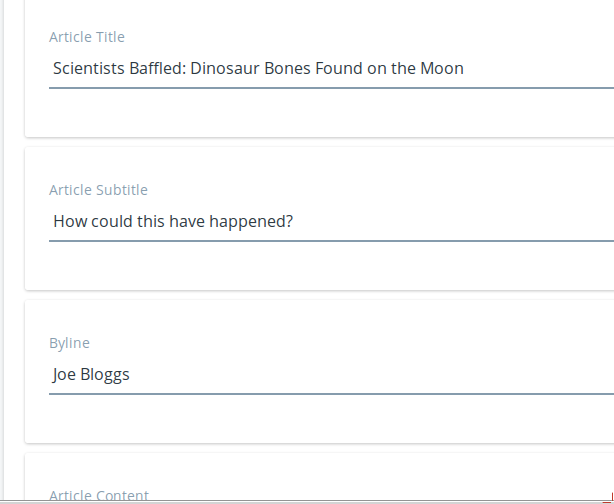 Article Title
Scientists Baffled: Dinosaur Bones Found on the Moon
Article Subtitle
How could this have happened?
Byline
Joe Bloggs
Article Content